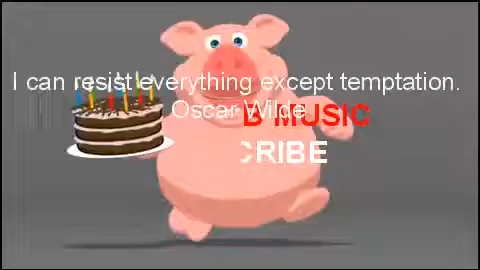 I can resist everything except temptation.
Oscar Wilde
B MUSIC
CRIBE